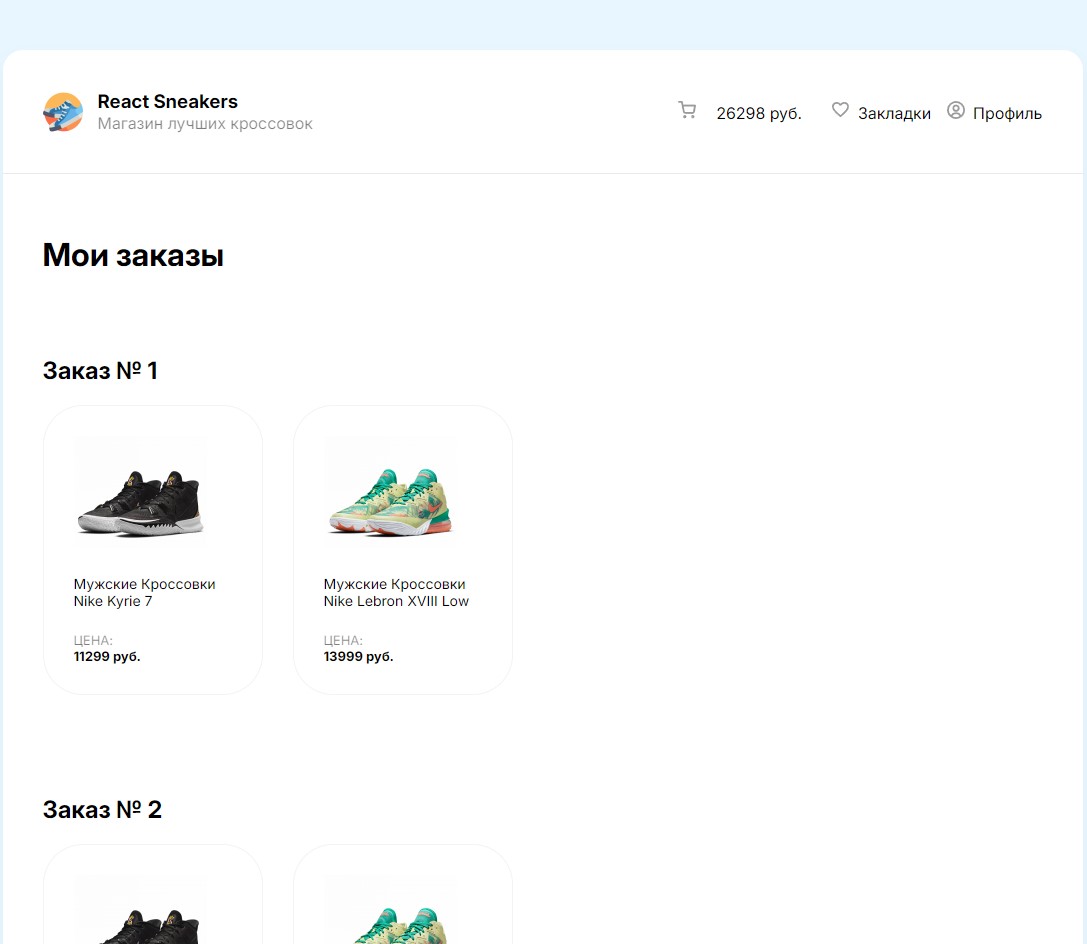 React Sneakers
Магазин лучших кроссовок
26298 руб.
Закладки
Профиль
Мои заказы
Заказ № 1
Мужские Кроссовки
Nike Kyrie 7
ЦЕНА:
11299 руб.
Мужские Кроссовки
Nike Lebron XVIII Low
ЦЕНА:
13999 руб.
Заказ № 2